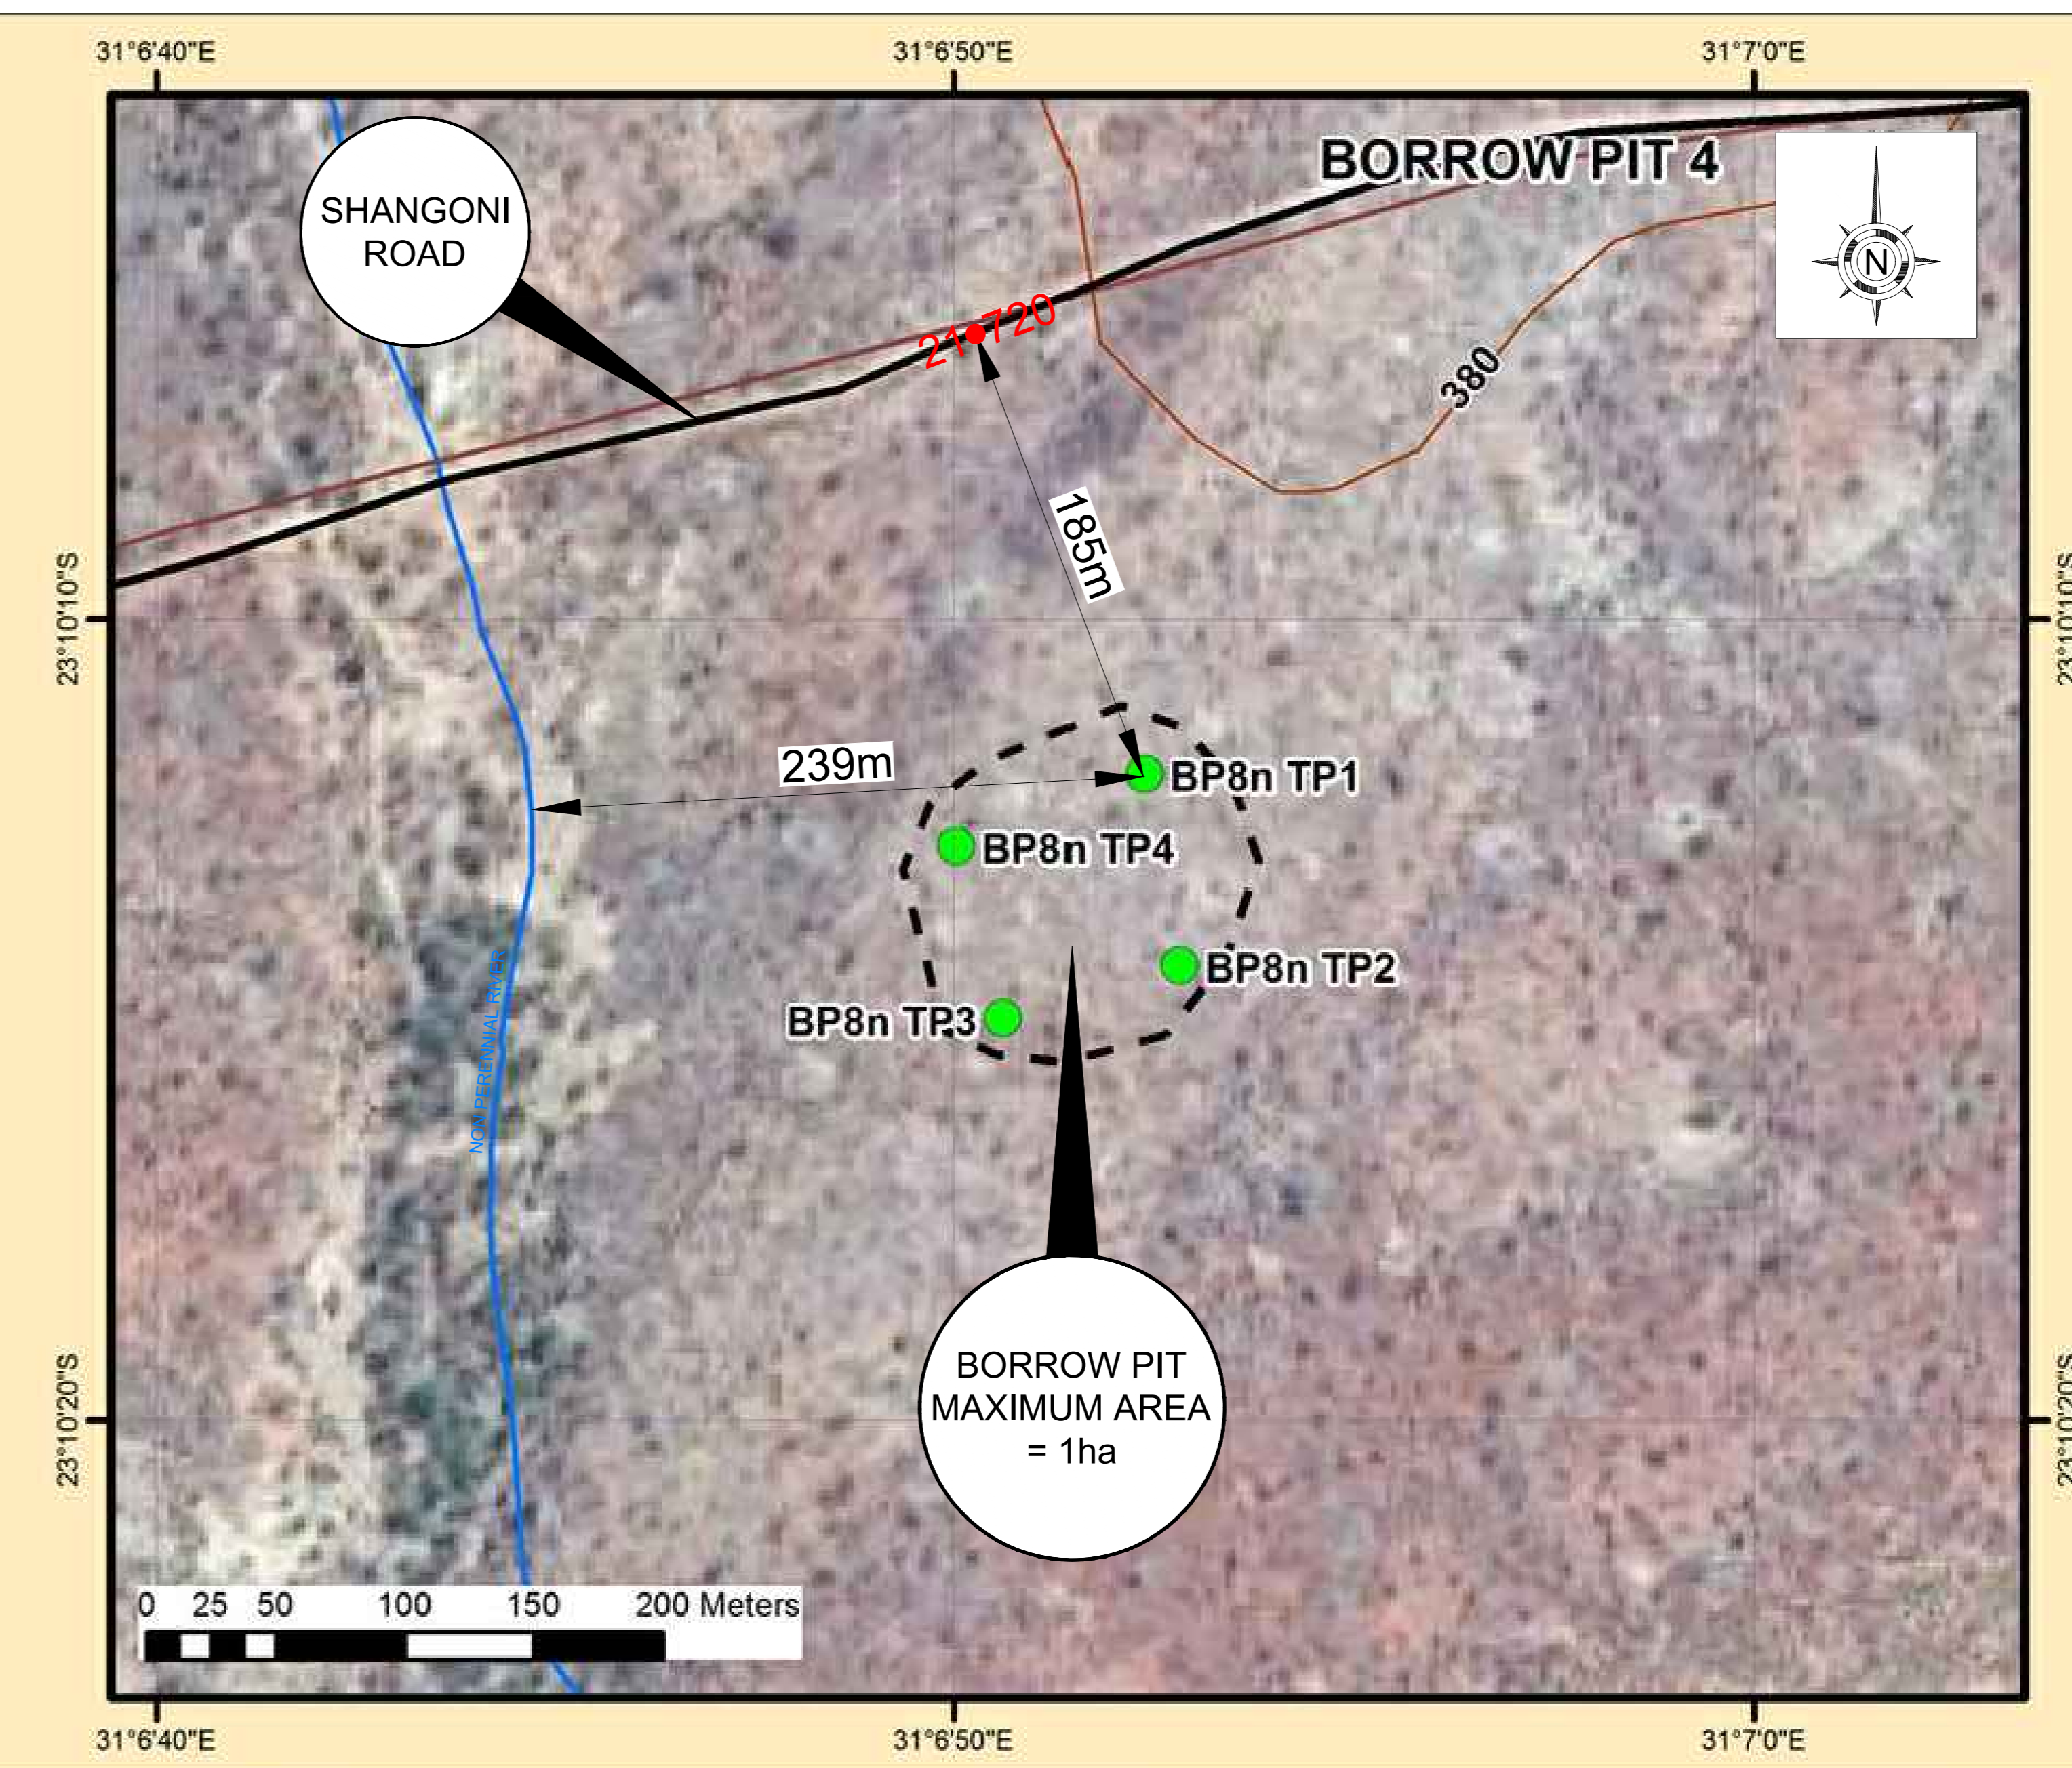 31°6'40"E
31°6'50"E
31°7'0"E
BORROW PIT 4
SHANGONI
ROAD
N
21 720
380
185m
23°10'10"S
23°10'10"S
239m
BP8n TP1
BP8n TP4
BP8n TP2
BP8n TP3
NON PERENNIAL RIVER
BORROW PIT
MAXIMUM AREA
= 1ha
23°10'20"S
23°10'20"S
0 25 50 100 150 200 Meters
31°6'40"E
31°6'50"E
31°7'0"E